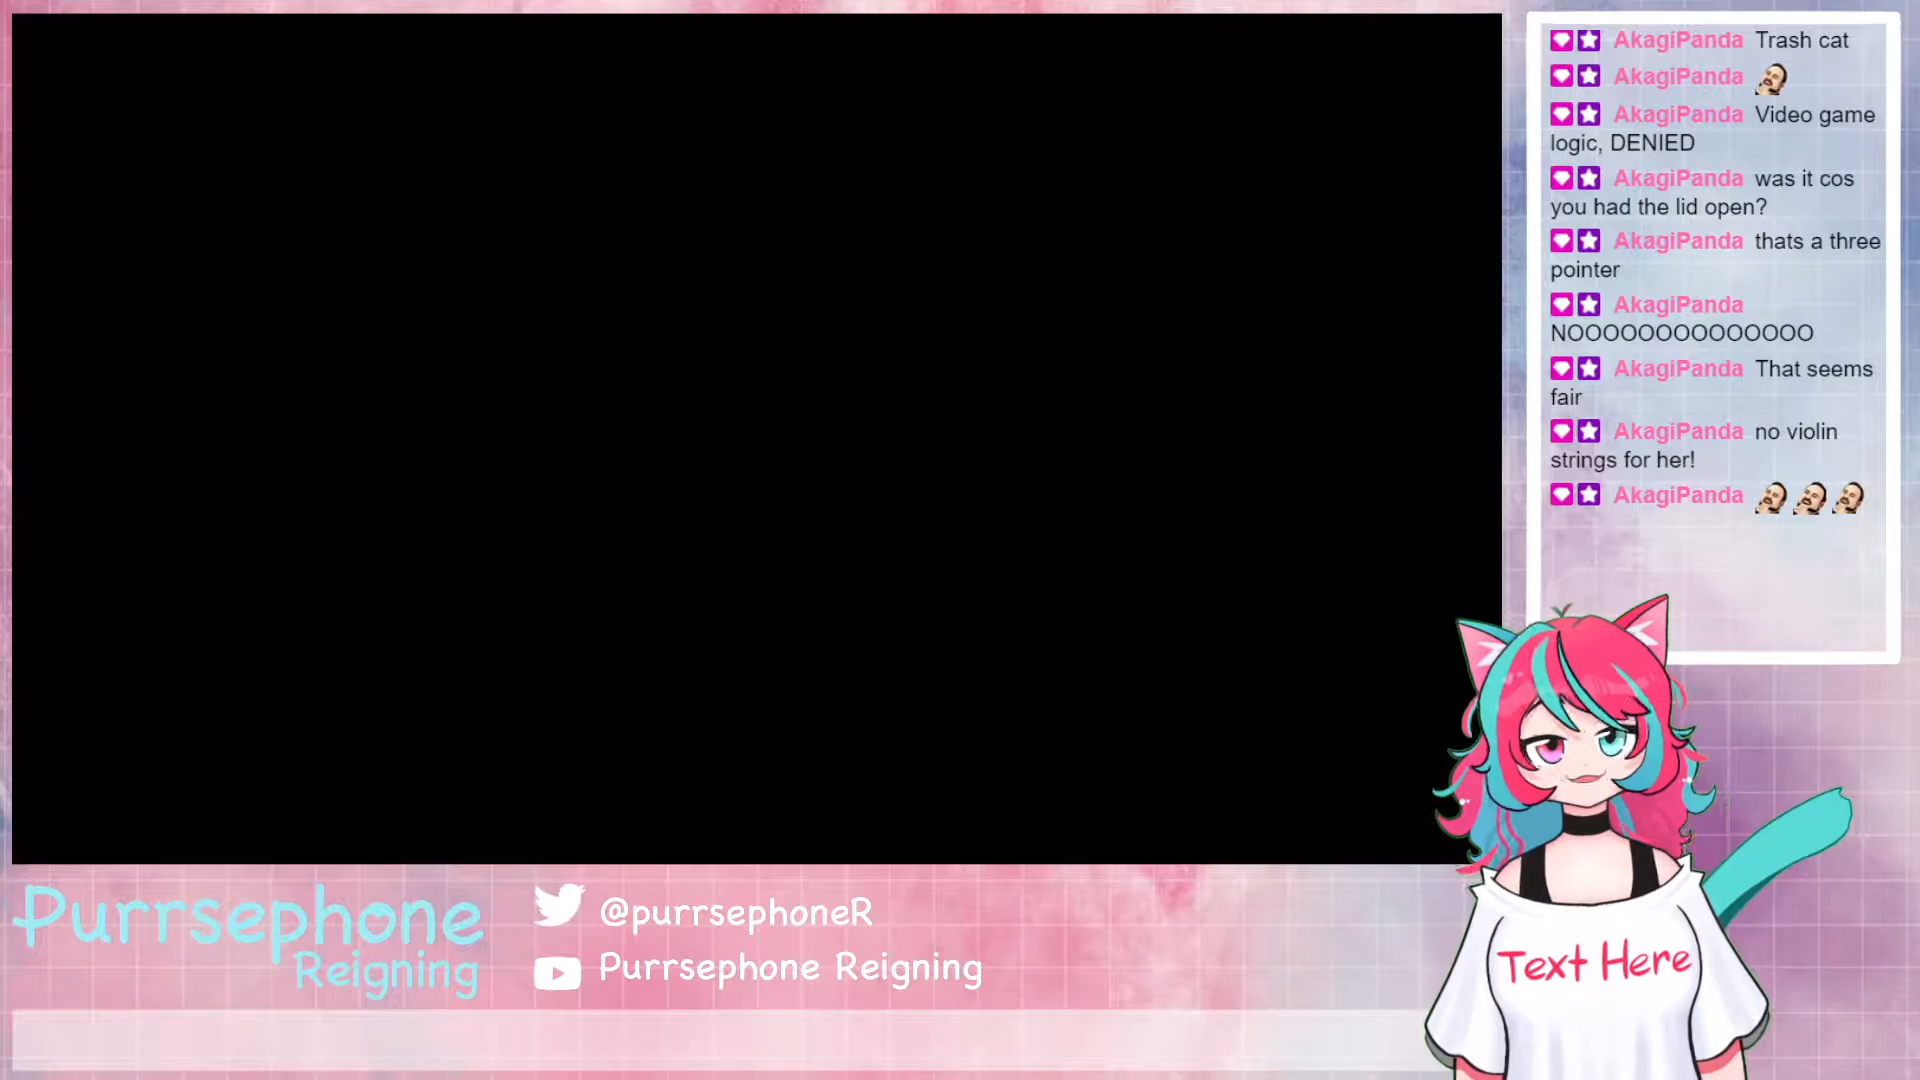 AkagiPanda Trash cat
AkagiPanda
AkagiPanda Video game
logic, DENIED
AkagiPanda was it cos
you had the lid open?
AkagiPanda thats a three
pointer
AkagiPanda
NOOOOOOOOOOOOOO
AkagiPanda That seems
fair
AkagiPanda no violin
strings for her!
AkagiPanda
Purrsephone
Reigning
@purrsephoneR
Purrsephone Reigning
Text Here